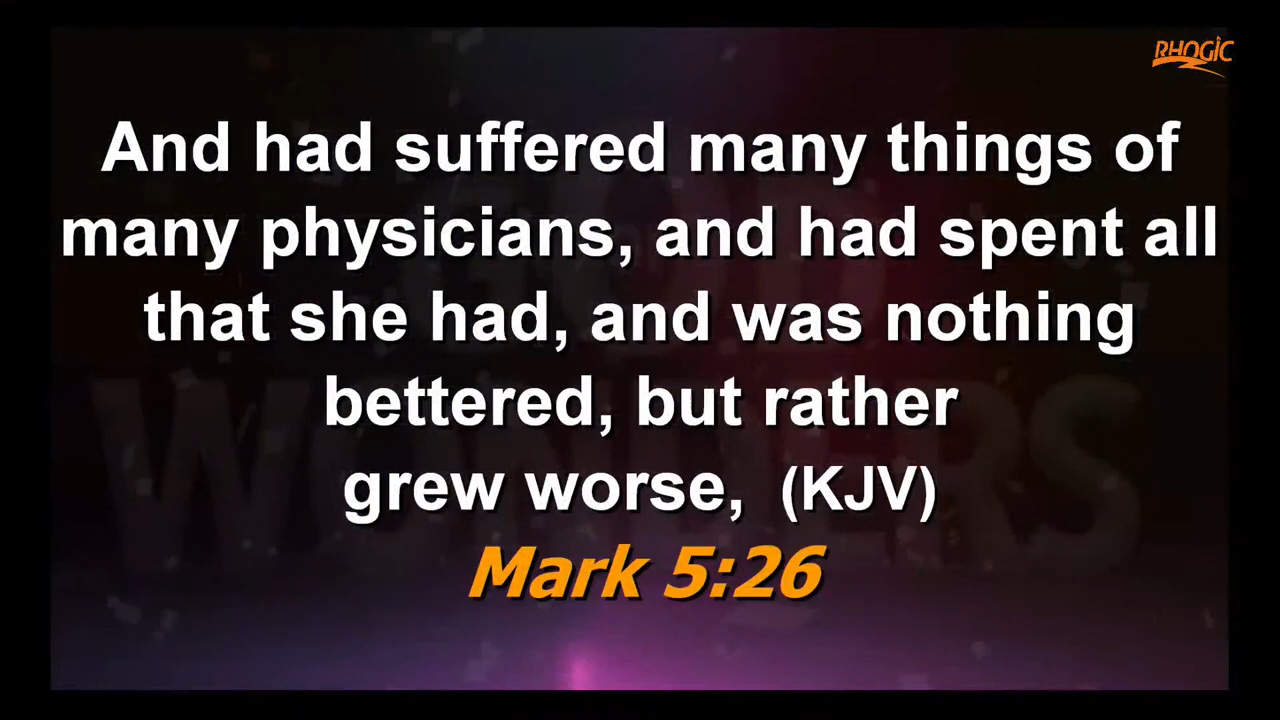 RHOGIC
And had suffered many things of
many physicians, and had spent all
that she had, and was nothing
bettered, but rather
grew worse, (KJV)
Mark 5:26
WONDERS